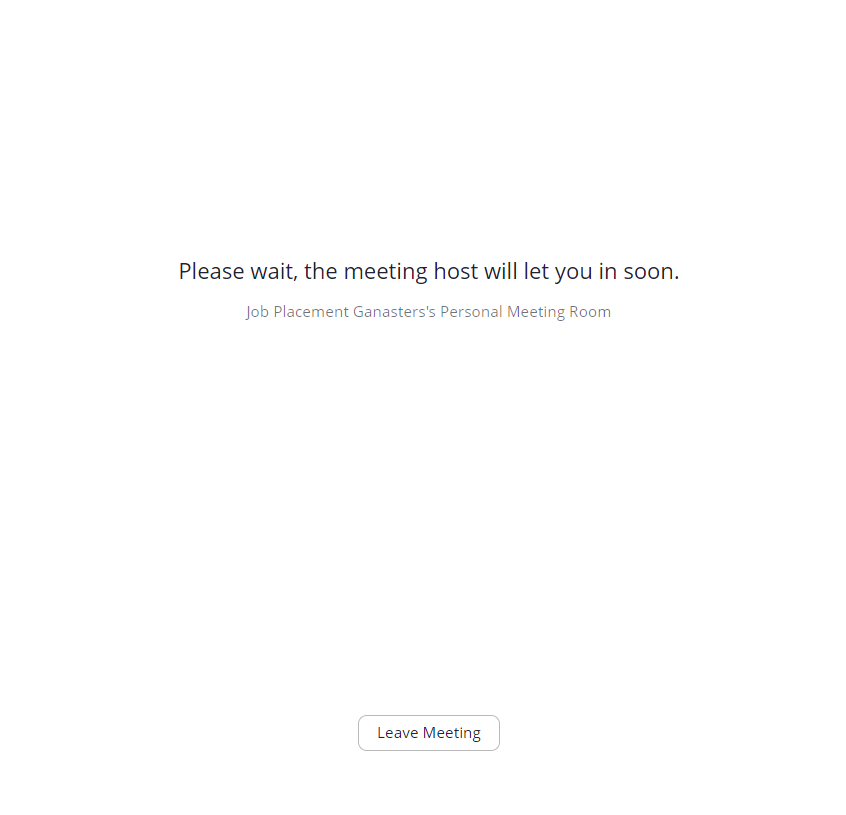 Please wait, the meeting host will let you in soon.
Job Placement Ganasters's Personal Meeting Room
Leave Meeting